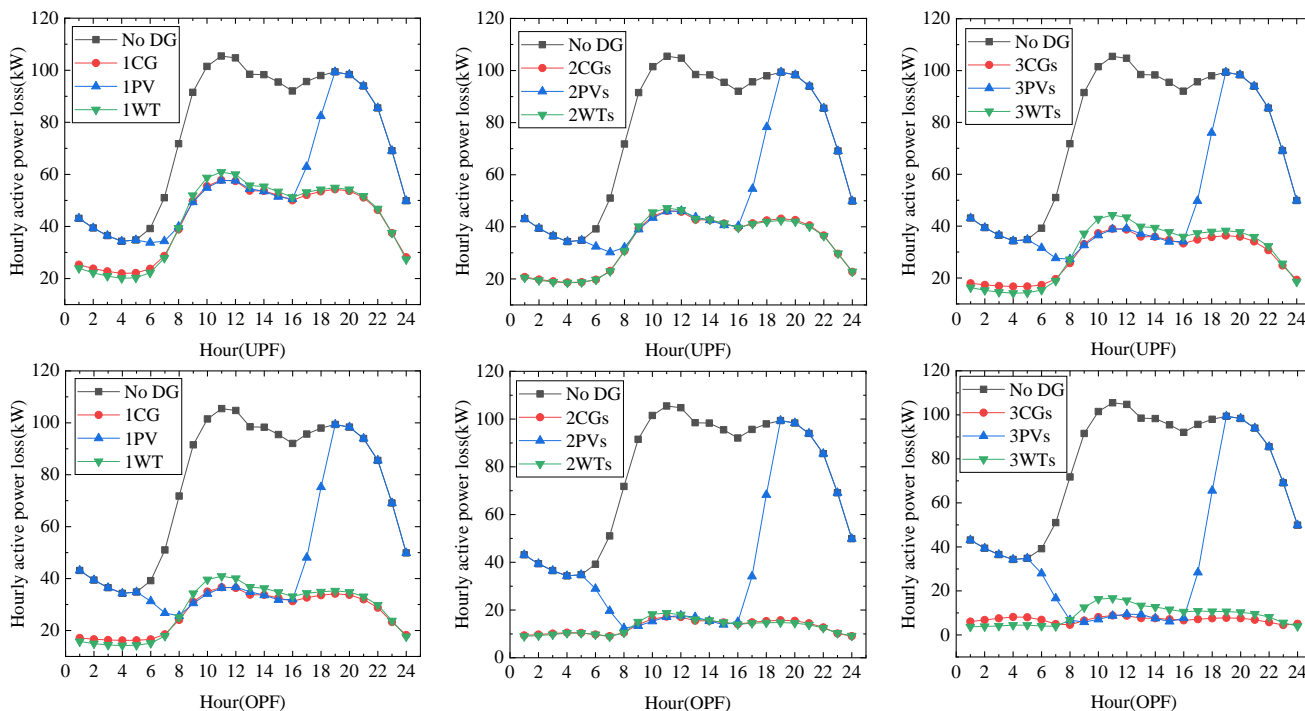 120
100
80
60
40
20
Hourly active power loss(kW)
No DG
1CG
1PV
1WT
0 2 4 6 8 10 12 14 16 18 20 22 24
Hour(UPF)
120
100
80
60
40
20
Hourly active power loss(kW)
No DG
2CGs
2PVs
2WTs
0 2 4 6 8 10 12 14 16 18 20 22 24
Hour(UPF)
120
100
80
60
40
20
Hourly active power loss(kW)
No DG
3CGs
3PVs
3WTs
0 2 4 6 8 10 12 14 16 18 20 22 24
Hour(UPF)
120
100
80
60
40
20
Hourly active power loss(kW)
No DG
1CG
1PV
1WT
0 2 4 6 8 10 12 14 16 18 20 22 24
Hour(OPF)
120
100
80
60
40
20
0
Hourly active power loss(kW)
No DG
2CGs
2PVs
2WTs
0 2 4 6 8 10 12 14 16 18 20 22 24
Hour(OPF)
120
100
80
60
40
20
0
Hourly active power loss(kW)
No DG
3CGs
3PVs
3WTs
0 2 4 6 8 10 12 14 16 18 20 22 24
Hour(OPF)